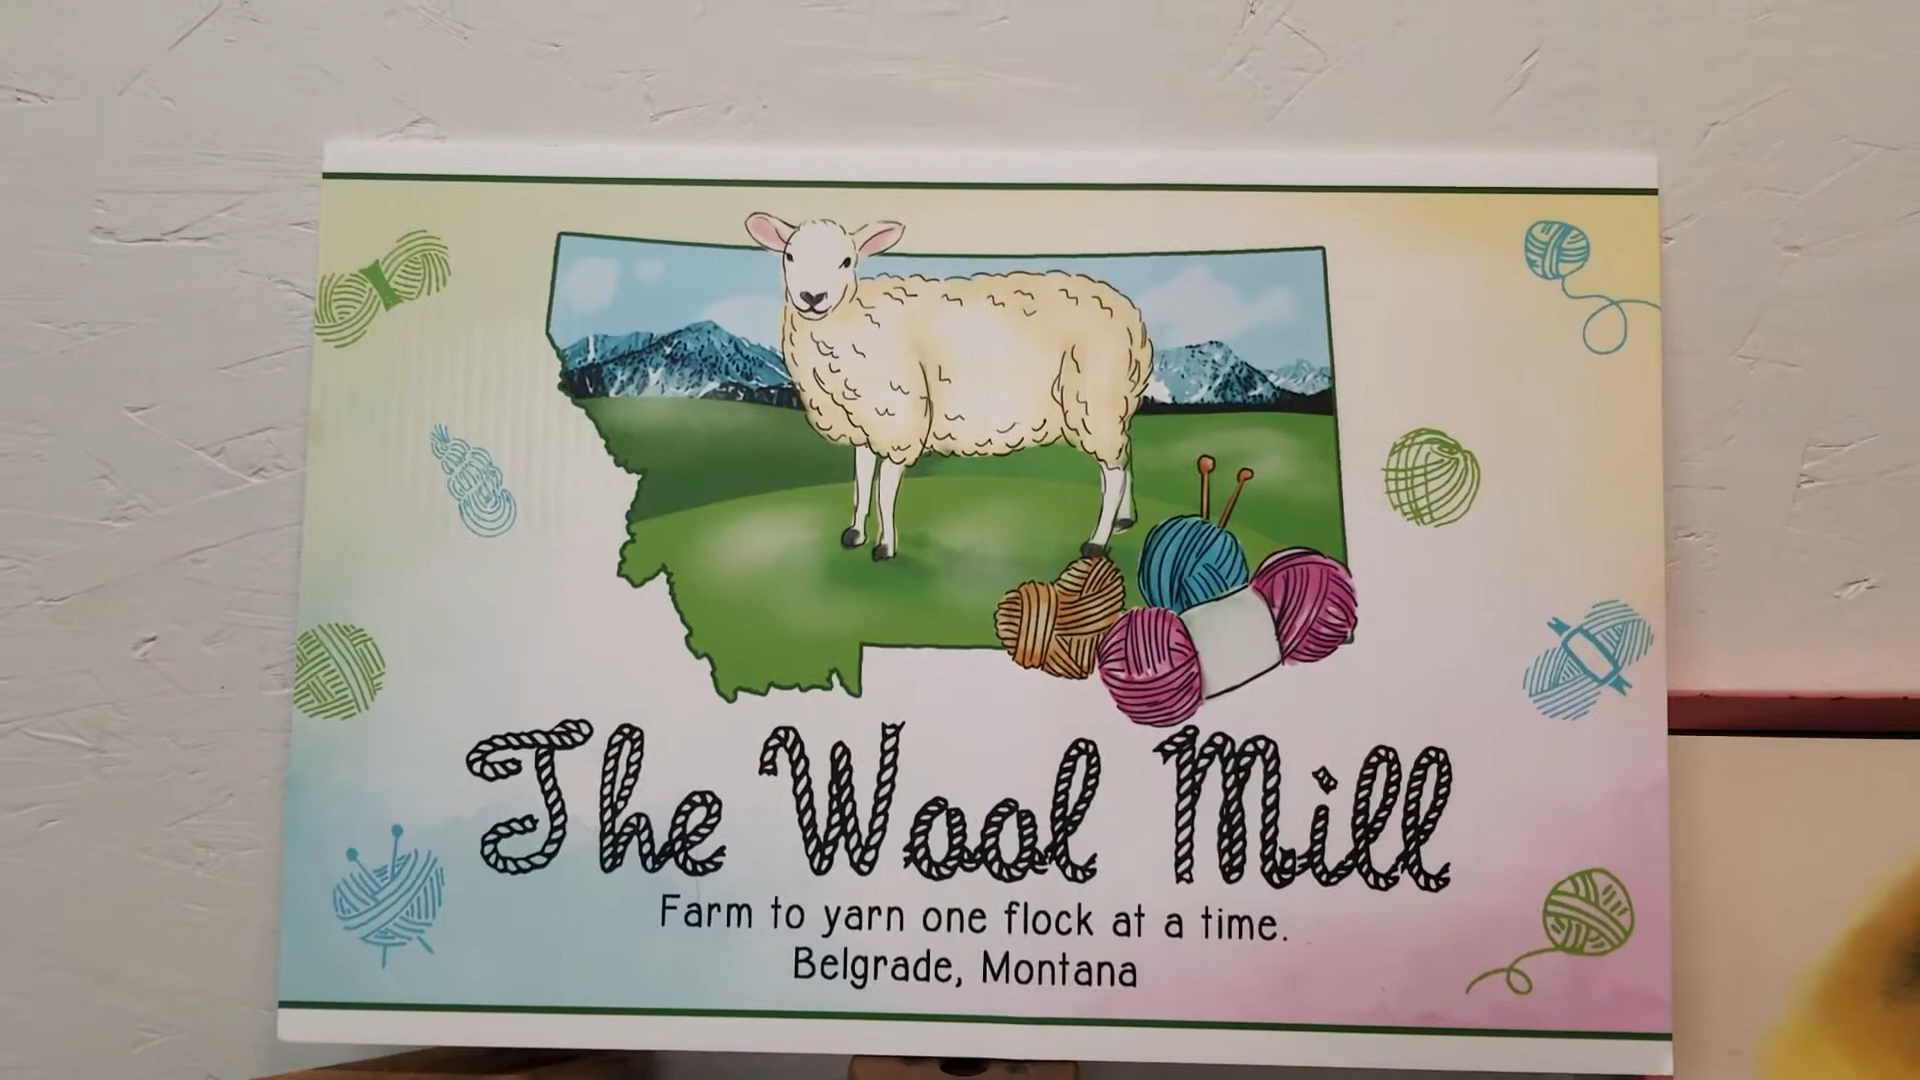 The Wool Mill
Farm to yarn one flock at a time.
Belgrade, Montana